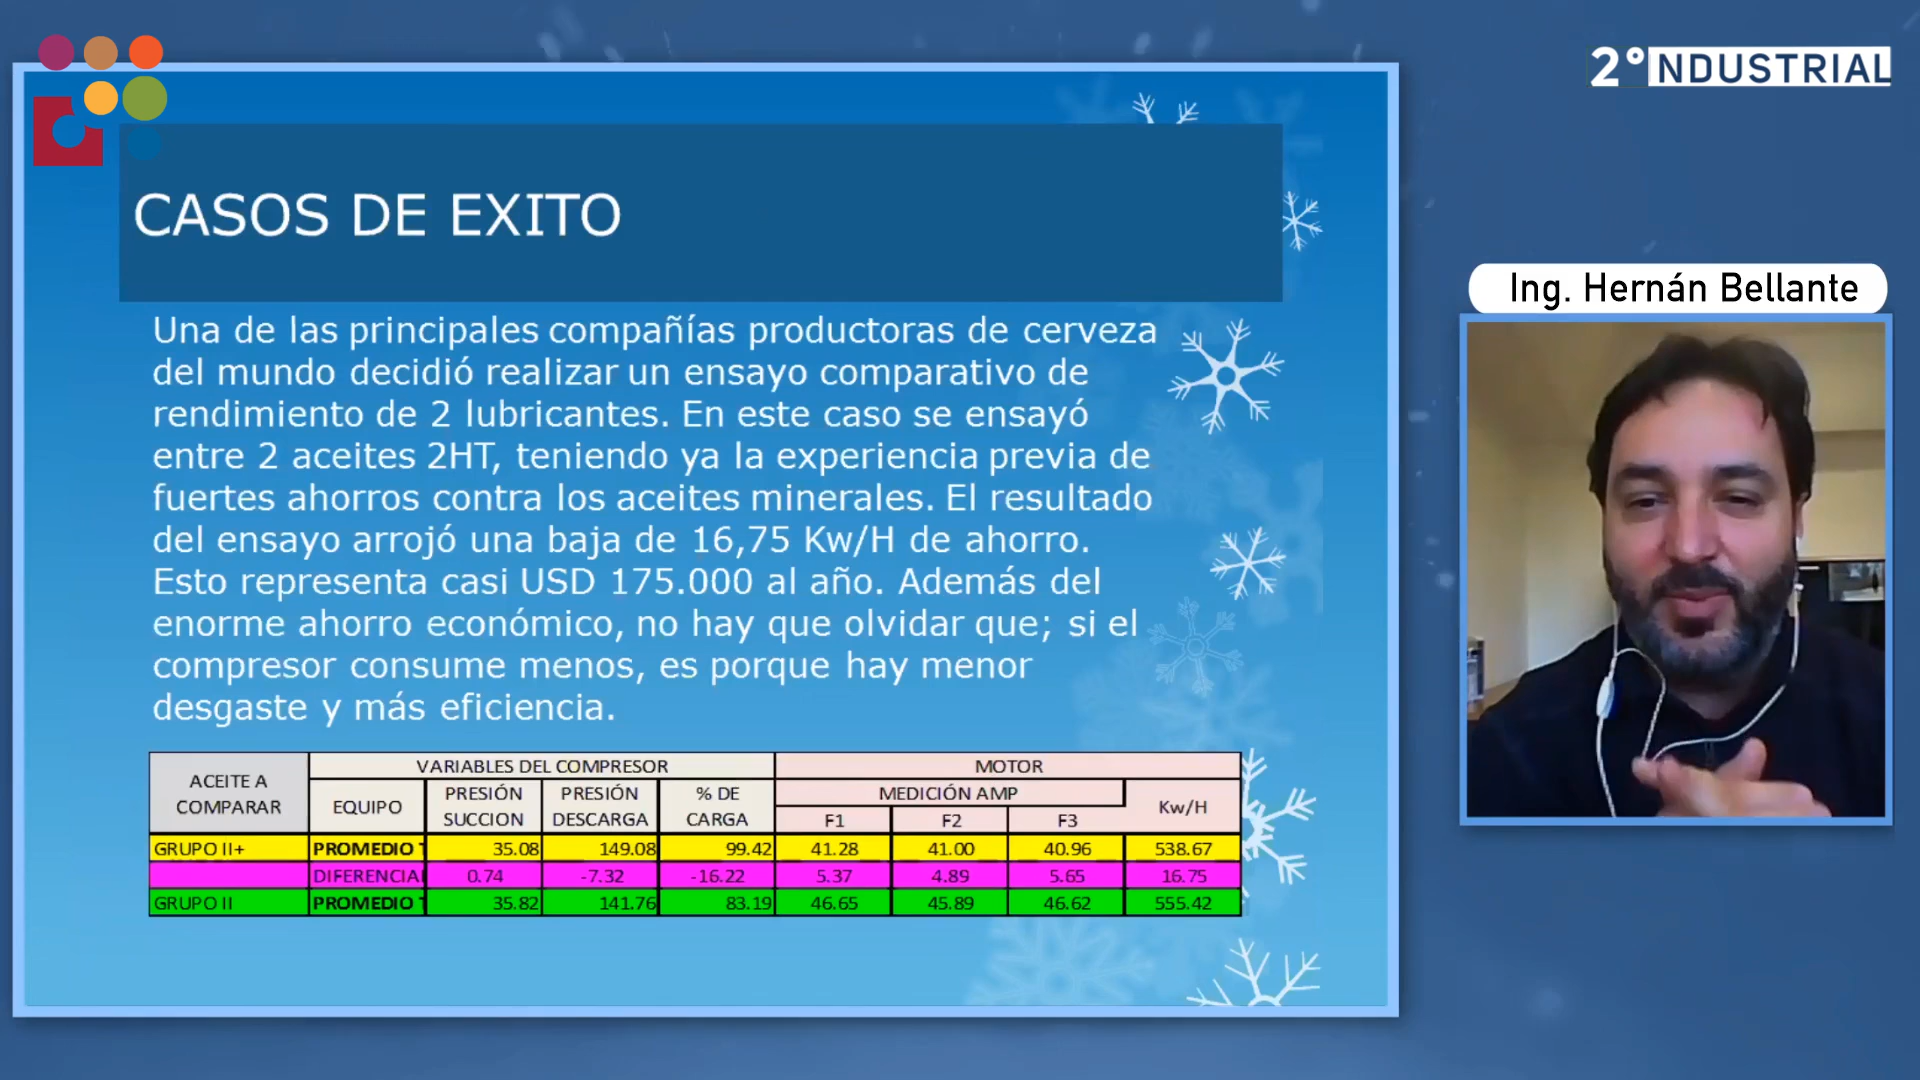 2°INDUSTRIAL
CASOS DE EXITO
Ing. Hernán Bellante
Una de las principales compañías productoras de cerveza
del mundo decidió realizar un ensayo comparativo de
rendimiento de 2 lubricantes. En este caso se ensayó
entre 2 aceites 2HT, teniendo ya la experiencia previa de
fuertes ahorros contra los aceites minerales. El resultado
del ensayo arrojó una baja de 16,75 Kw/H de ahorro.
Esto representa casi USD 175.000 al año. Además del
enorme ahorro económico, no hay que olvidar que; si el
compresor consume menos, es porque hay menor
desgaste y más eficiencia.
ACEITE A COMPARAR VARIABLES DEL COMPRESOR MOTOR
EQUIPO PRESIÓN SUCCION PRESIÓN DESCARGA % DE CARGA MEDICIÓN AMP Kw/H
F1 F2 F3
GRUPO II+ PROMEDIO T 35.08 149.08 99.42 41.28 41.00 40.96 538.67
DIFERENCIAL 0.74 -7.32 -16.22 5.37 4.89 5.65 16.75
GRUPO II PROMEDIO T 35.82 141.76 83.19 46.65 45.89 46.62 555.42